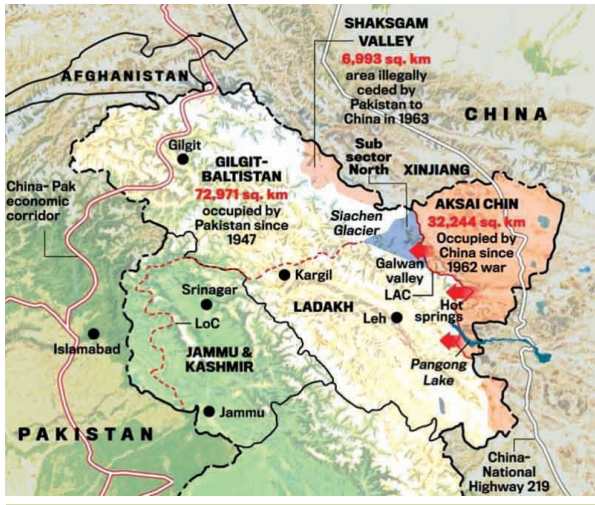 SHAKSGAM
VALLEY
6,993 sq. km
area illegally
ceded by
Pakistan to
China in 1963
AFGHANISTAN
CHINA
Gilgit
Sub
sector
North
XINJIANG
GILGIT-
BALTISTAN
72,971 sq. km
occupied by
Pakistan since
1947
China- Pak
economic
corridor
AKSAI CHIN
32,244 sq. km
Occupied by
China since
1962 war
Siachen
Glacier
Galwan
valley
LAC
Kargil
Srinagar
LADAKH
Hot
springs
Leh
LoC
Islamabad
JAMMU &
KASHMIR
Pangong
Lake
Jammu
PAKISTAN
China-
National
Highway 219